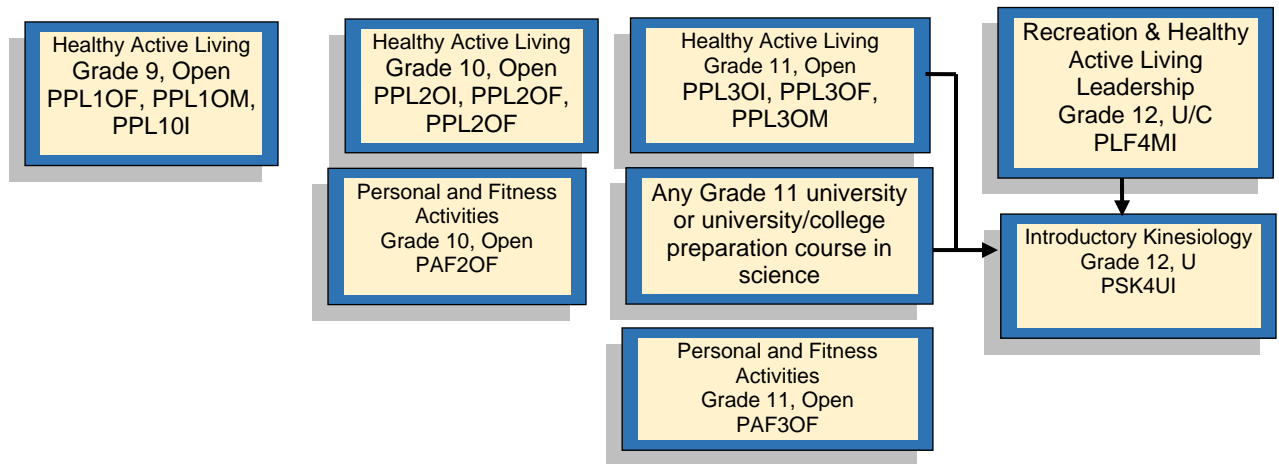 Healthy Active Living
Grade 9, Open
PPL1OF, PPL1OM,
PPL10I
Healthy Active Living
Grade 10, Open
PPL2OI, PPL2OF,
PPL2OF
Personal and Fitness
Activities
Grade 10, Open
PAF2OF
Healthy Active Living
Grade 11, Open
PPL3OI, PPL3OF,
PPL3OM
Any Grade 11 university
or university/college
preparation course in
science
Personal and Fitness
Activities
Grade 11, Open
PAF3OF
Recreation & Healthy
Active Living
Leadership
Grade 12, U/C
PLF4MI
Introductory Kinesiology
Grade 12, U
PSK4UI